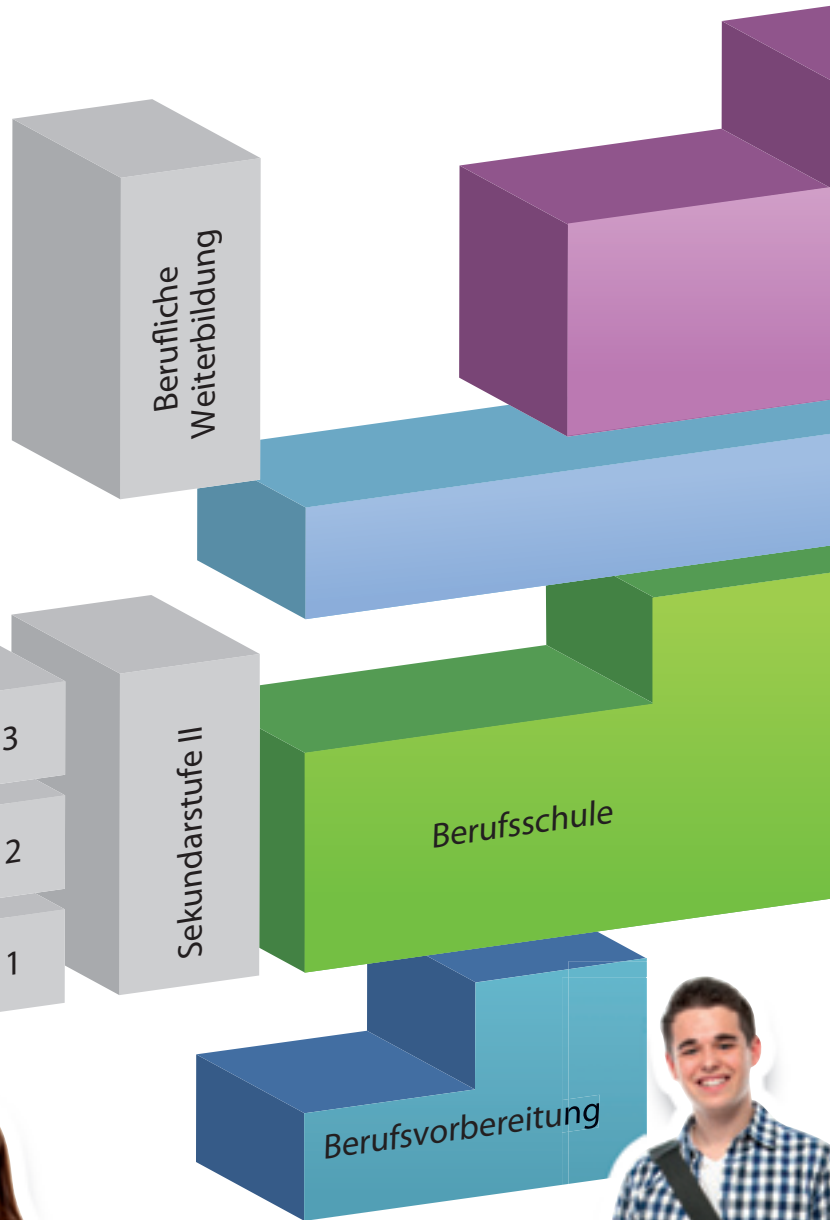 Berufliche
Weiterbildung
3
2
1
Sekundarstufe II
Berufsschule
Berufsvorbereitung